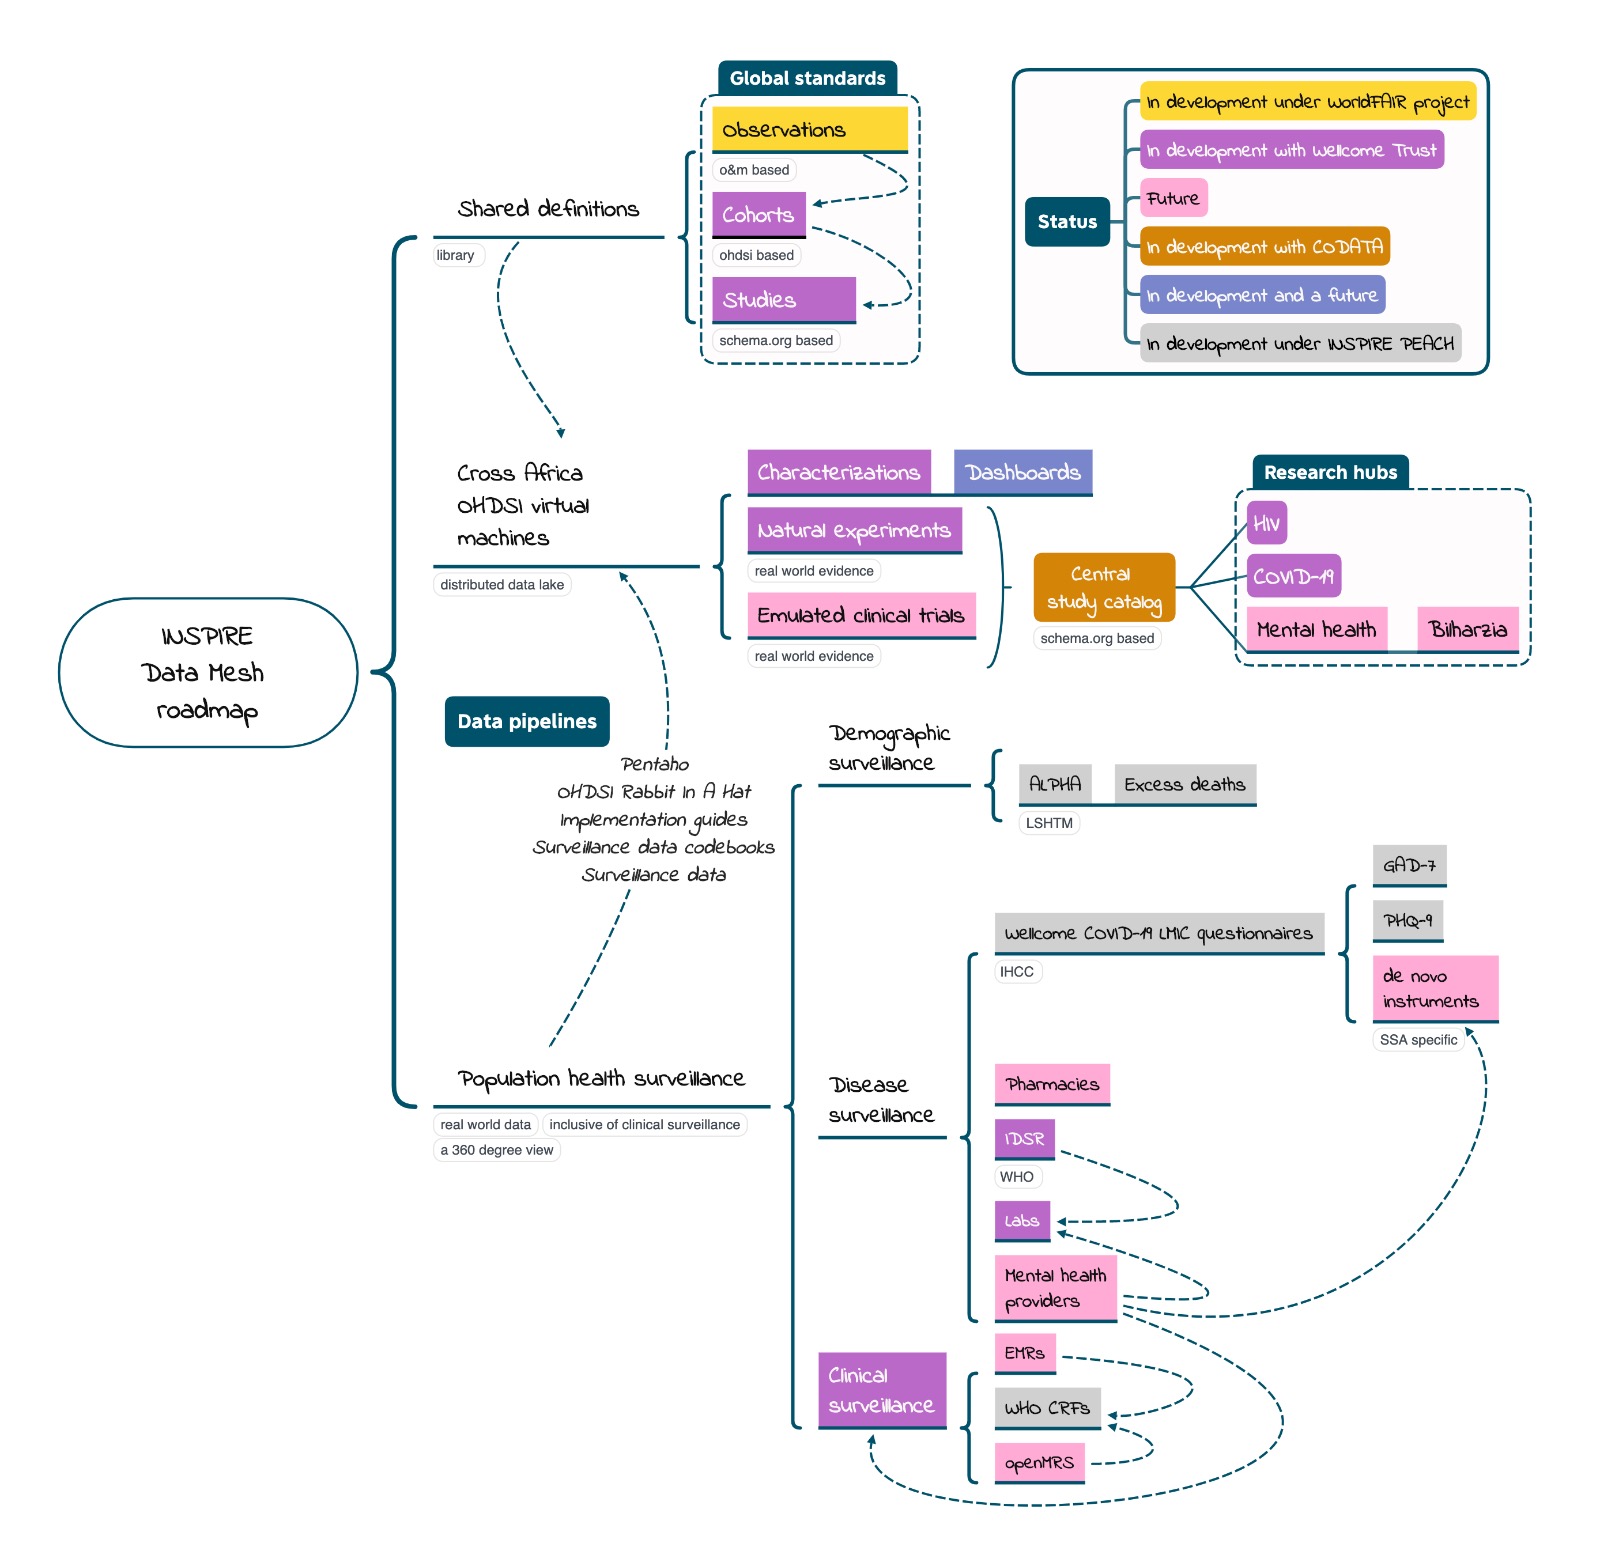 Global standards
Observations
o&m based
Cohorts
ohdsi based
Studies
schema.org based
Shared definitions
library
Status
In development under WorldFAIR project
In development with Wellcome Trust
Future
In development with CODATA
In development and a future
In development under INSPIRE PEACH
Cross Africa
OHDSI virtual
machines
distributed data lake
Characterizations
Dashboards
Natural experiments
real world evidence
Emulated clinical trials
real world evidence
Central
study catalog
schema.org based
Research hubs
HIV
COVID-19
Mental health
Bilharzia
INSPIRE
Data Mesh
roadmap
Data pipelines
Pentaho
OHDSI Rabbit In A Hat
Implementation guides
Surveillance data codebooks
Surveillance data
Population health surveillance
real world data
inclusive of clinical surveillance
a 360 degree view
Demographic
surveillance
ALPHA
Excess deaths
LSHTM
Disease
surveillance
Wellcome COVID-19 LMIC questionnaires
IHCC
GAD-7
PHQ-9
de novo
instruments
SSA specific
Pharmacies
IDSR
WHO
Labs
Mental health
providers
Clinical
surveillance
EMRs
WHO CRFs
openMRS